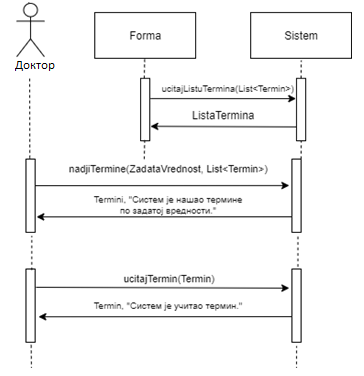 Доктор
Forma
Sistem
ucitajListuTermina(List<Termin>)
ListaTermina
nadjiTermine(ZadataVrednost, List<Termin>)
Termini, "Систем је нашао термине
по задатој вредности."
ucitajTermin(Termin)
Termin, "Систем је учитао термин."